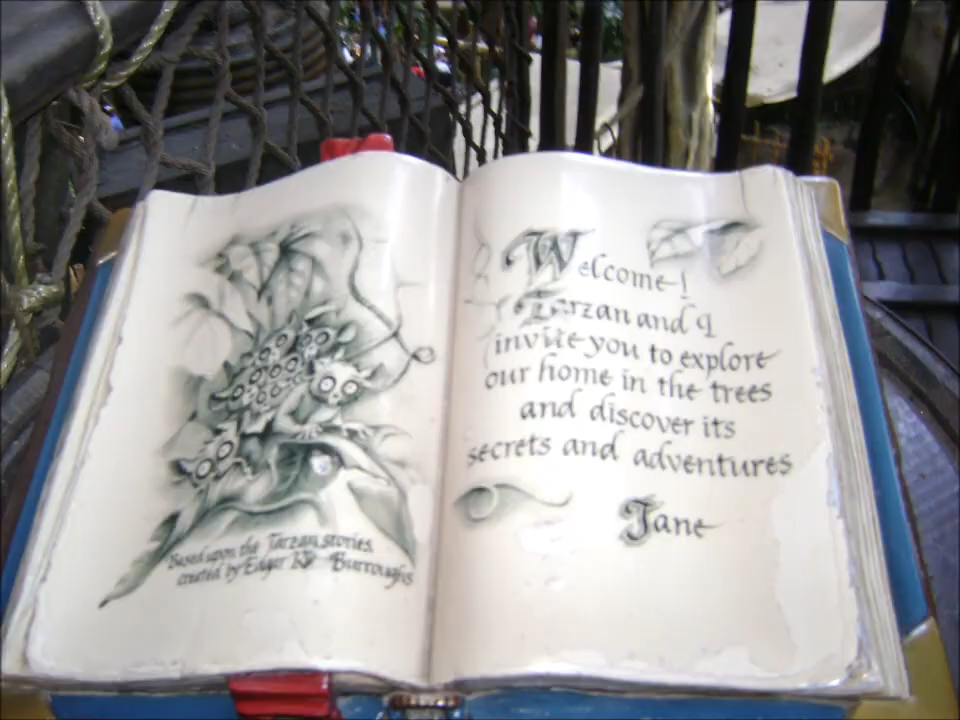 Based upon the Tarzan stories
created by Edgar Burroughs
Welcome!
Tarzan and I
invite you to explore
our home in the trees
and discover its
secrets and adventures
Jane